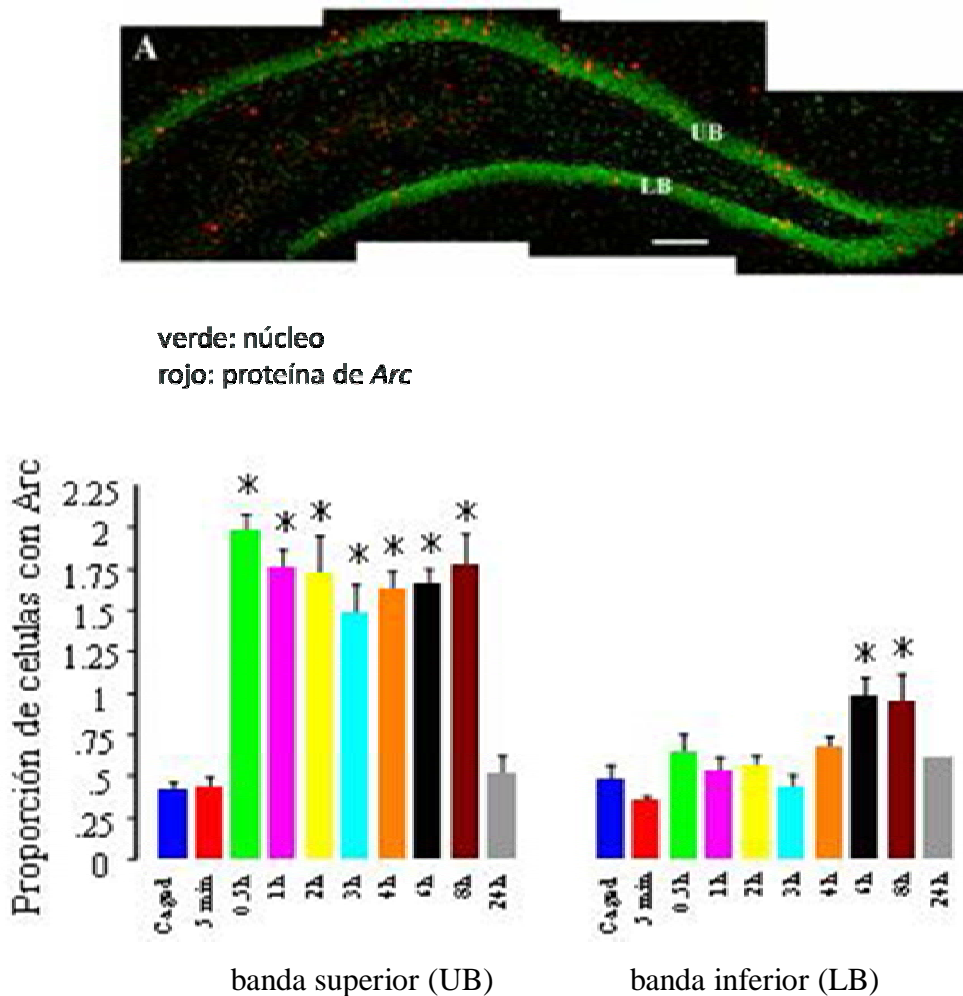 A
UB
LB
verde: núcleo
rojo: proteína de Arc
Proporción de celulas con Arc
2.25
2
1.75
1.5
1.25
1
.75
.5
.25
0
* * * * * * *
* *
Caged 5 min 0.5h 1h 2h 3h 4h 6h 8h 24h
Caged 5 min 0.5h 1h 2h 3h 4h 6h 8h 24h
banda superior (UB) banda inferior (LB)